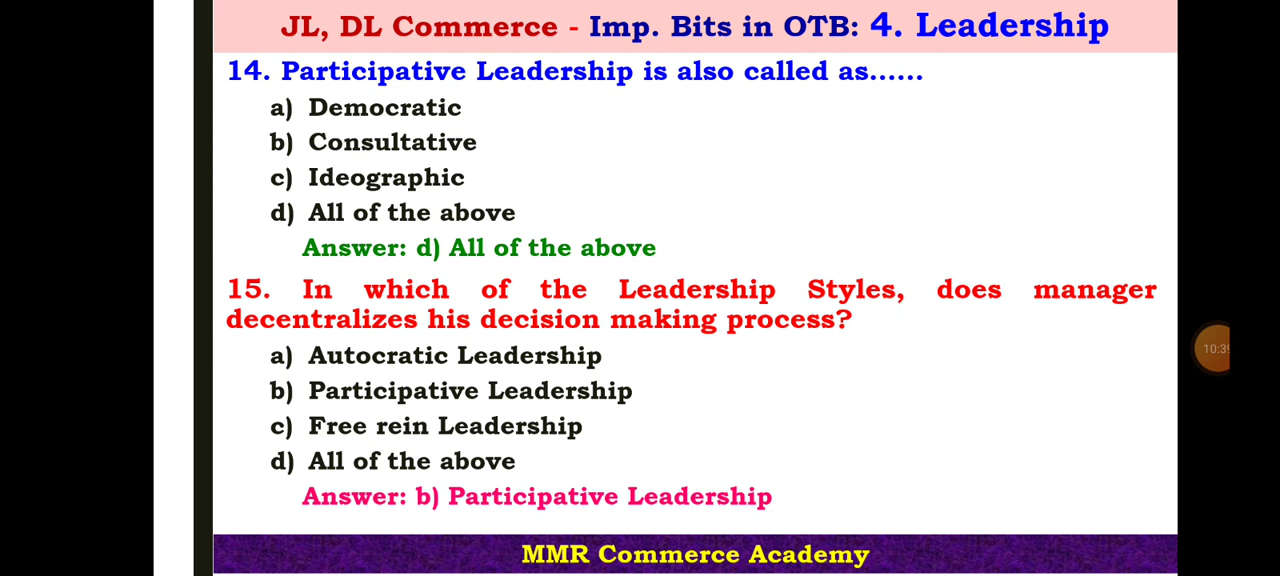 JL, DL Commerce - Imp. Bits in OTB: 4. Leadership
14. Participative Leadership is also called as......
a) Democratic
b) Consultative
c) Ideographic
d) All of the above
Answer: d) All of the above
15. In which of the Leadership Styles, does manager
decentralizes his decision making process?
a) Autocratic Leadership
b) Participative Leadership
c) Free rein Leadership
d) All of the above
Answer: b) Participative Leadership
10:39
MMR Commerce Academy